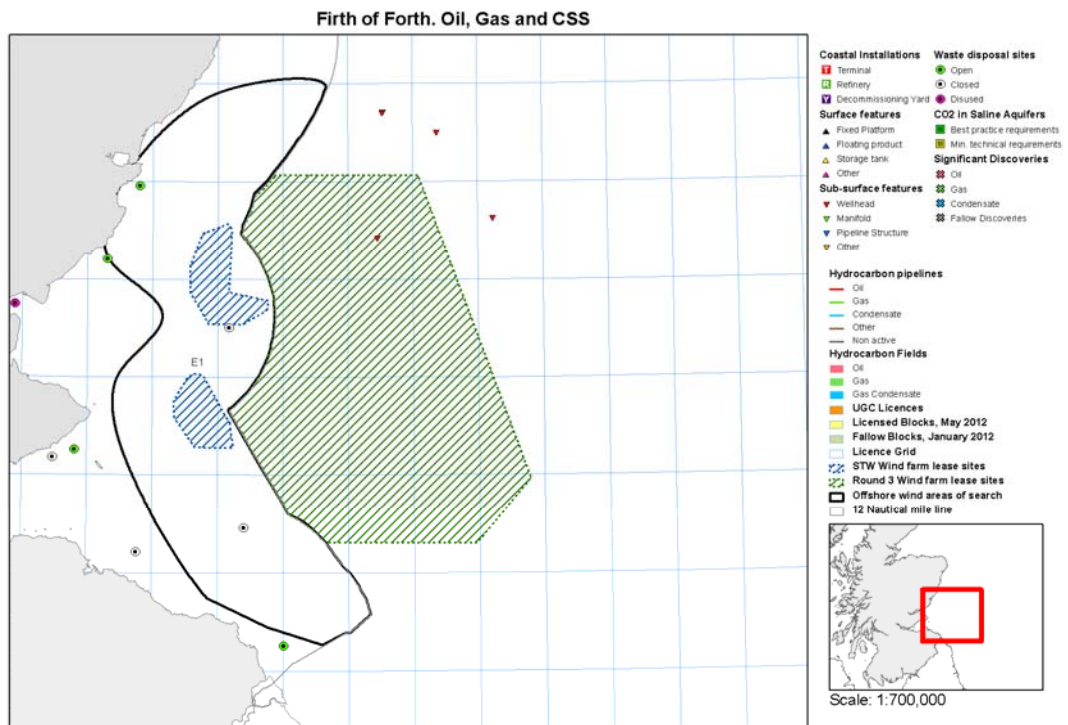 Firth of Forth. Oil, Gas and CSS
E1
Coastal Installations
T Terminal
R Refinery
Y Decommissioning Yard
Surface features
Fixed Platform
Floating product
Storage tank
Other
Sub-surface features
Wellhead
Manifold
Pipeline Structure
Other
Waste disposal sites
Open
Closed
Disused
CO2 in Saline Aquifers
Best practice requirements
Min. technical requirements
Significant Discoveries
Oil
Gas
Condensate
Fallow Discoveries
Hydrocarbon pipelines
Oil
Gas
Condensate
Other
Non active
Hydrocarbon Fields
Oil
Gas
Gas Condensate
UGC Licences
Licensed Blocks, May 2012
Fallow Blocks, January 2012
Licence Grid
STW Wind farm lease sites
Round 3 Wind farm lease sites
Offshore wind areas of search
12 Nautical mile line
Scale: 1:700,000